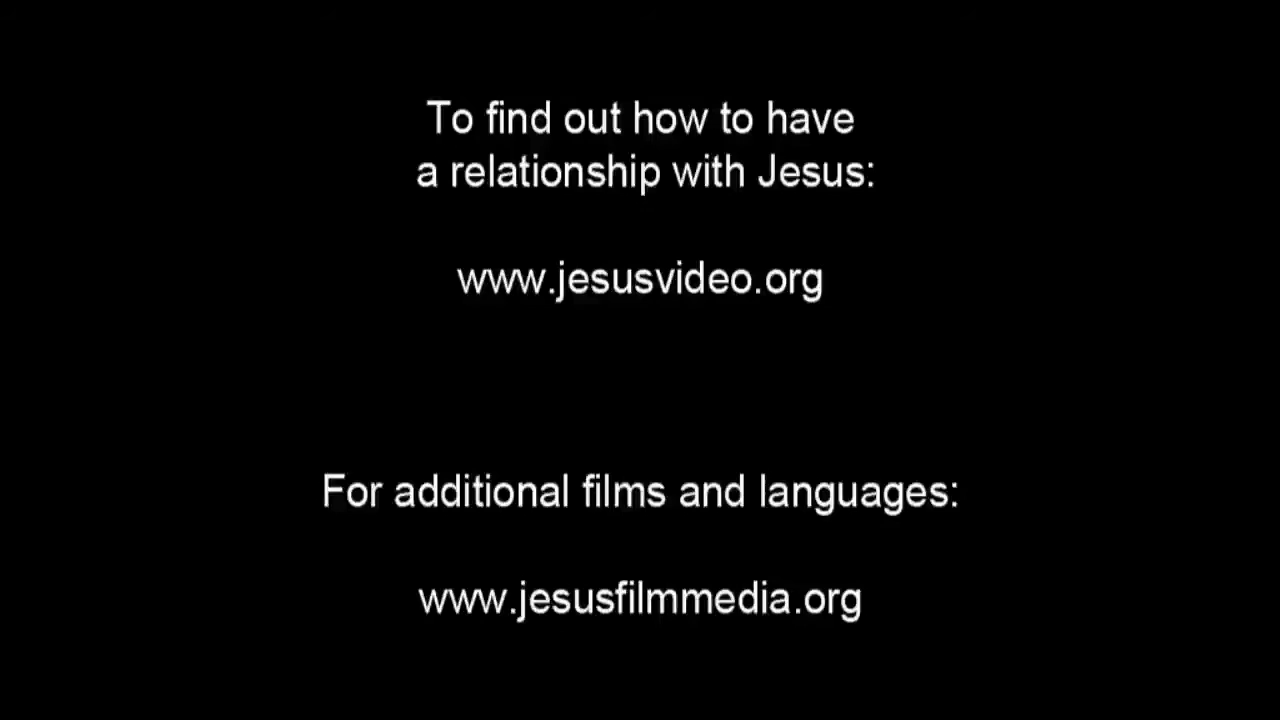 To find out how to have
a relationship with Jesus:
www.jesusvideo.org
For additional films and languages:
www.jesusfilmmedia.org